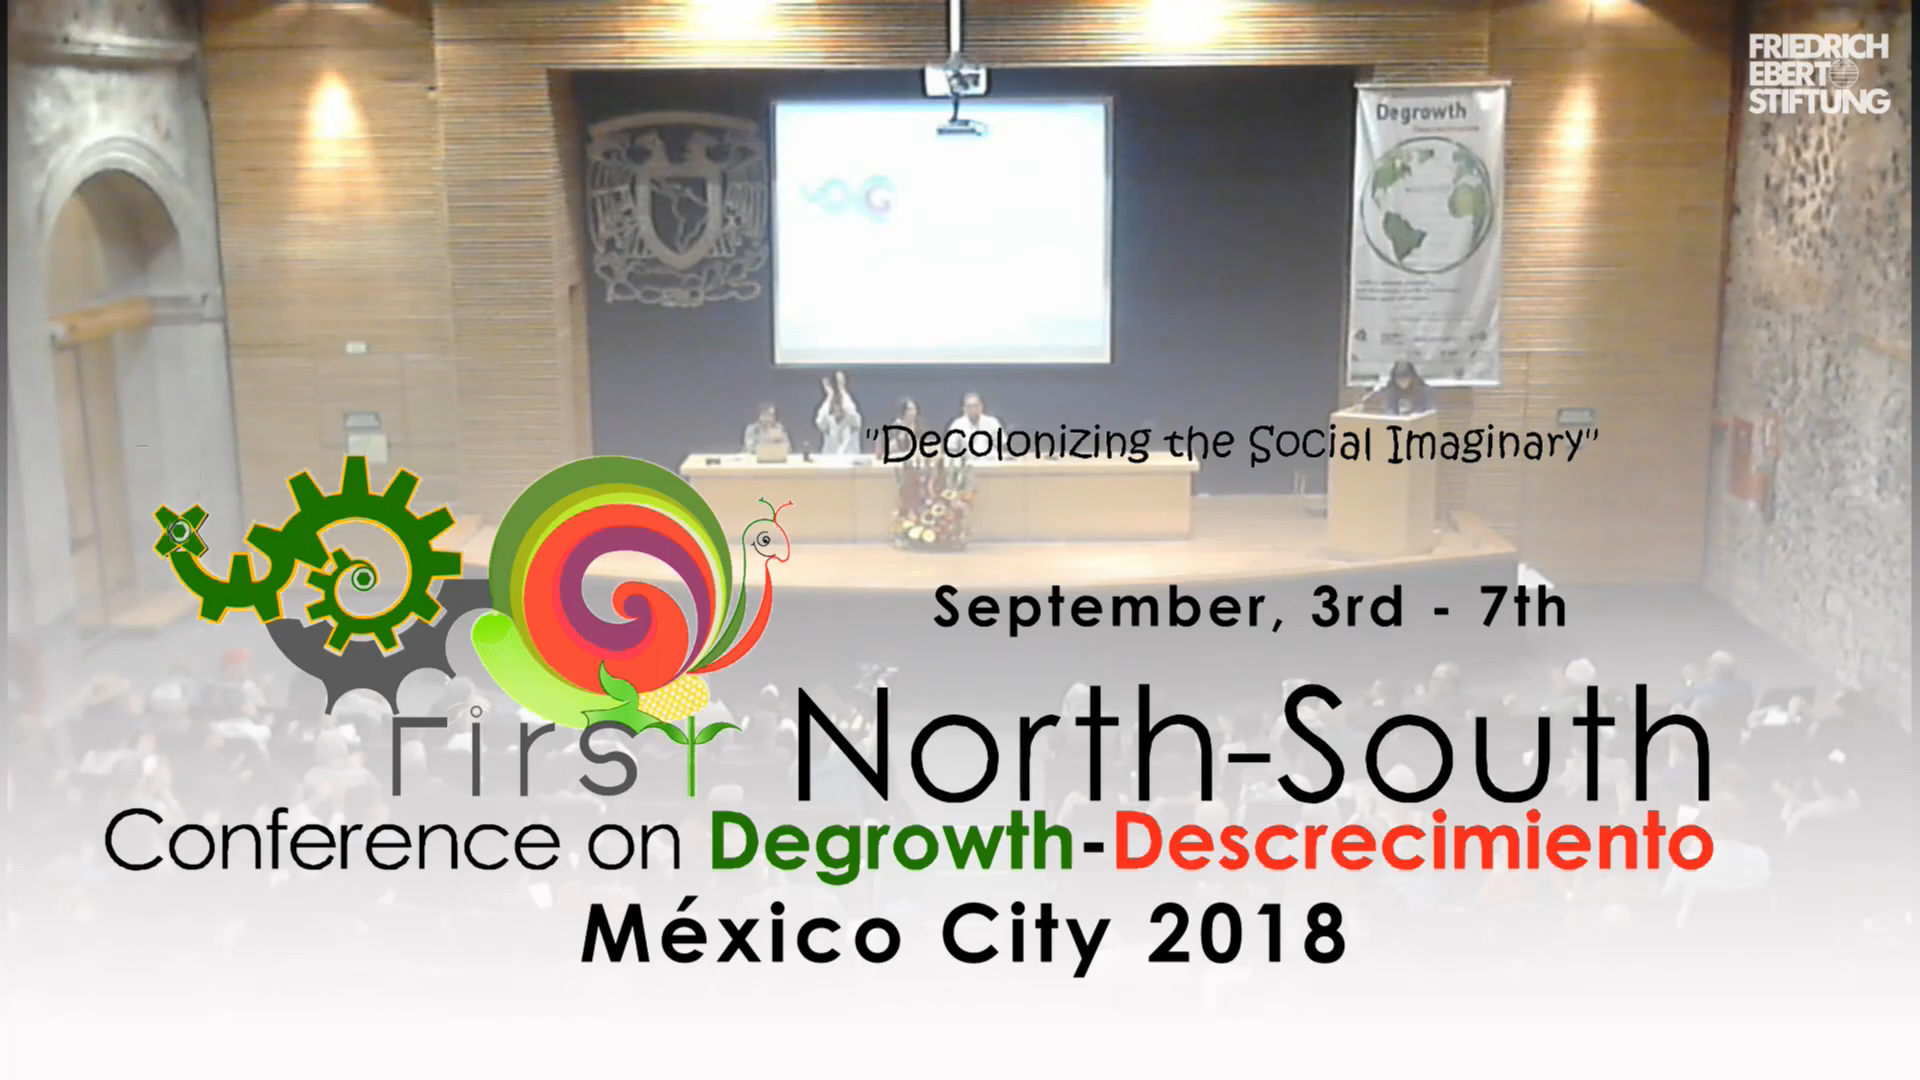 FRIEDRICH
EBERT
STIFTUNG
Degrowth
"Decolonizing the Social Imaginary"
September, 3rd - 7th
First North-South
Conference on Degrowth-Descrecimiento
México City 2018